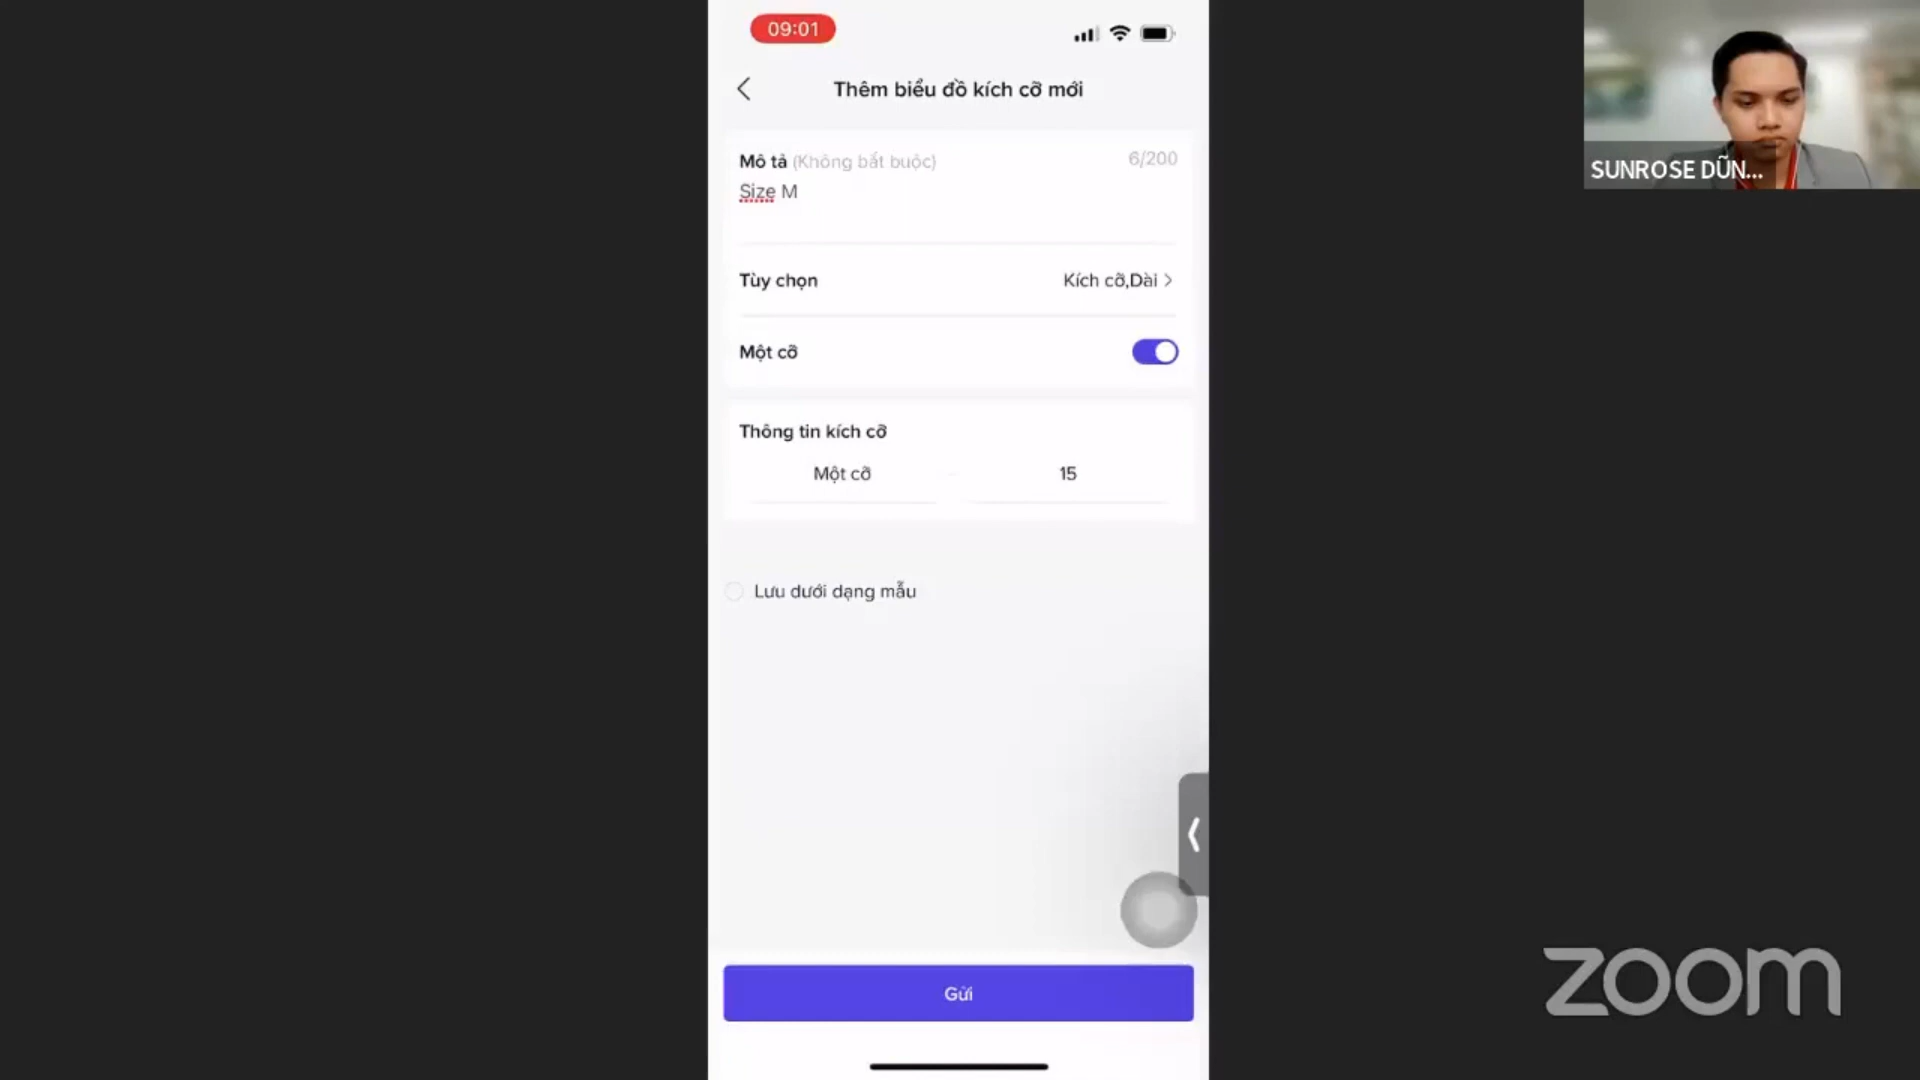 09:01
Thêm biểu đồ kích cỡ mới
Mô tả (Không bắt buộc) 6/200
Size M
Tùy chọn Kích cỡ,Dài
Một cỡ
Thông tin kích cỡ
Một cỡ 15
Lưu dưới dạng mẫu
Gửi
SUNROSE DŨN...
zoom